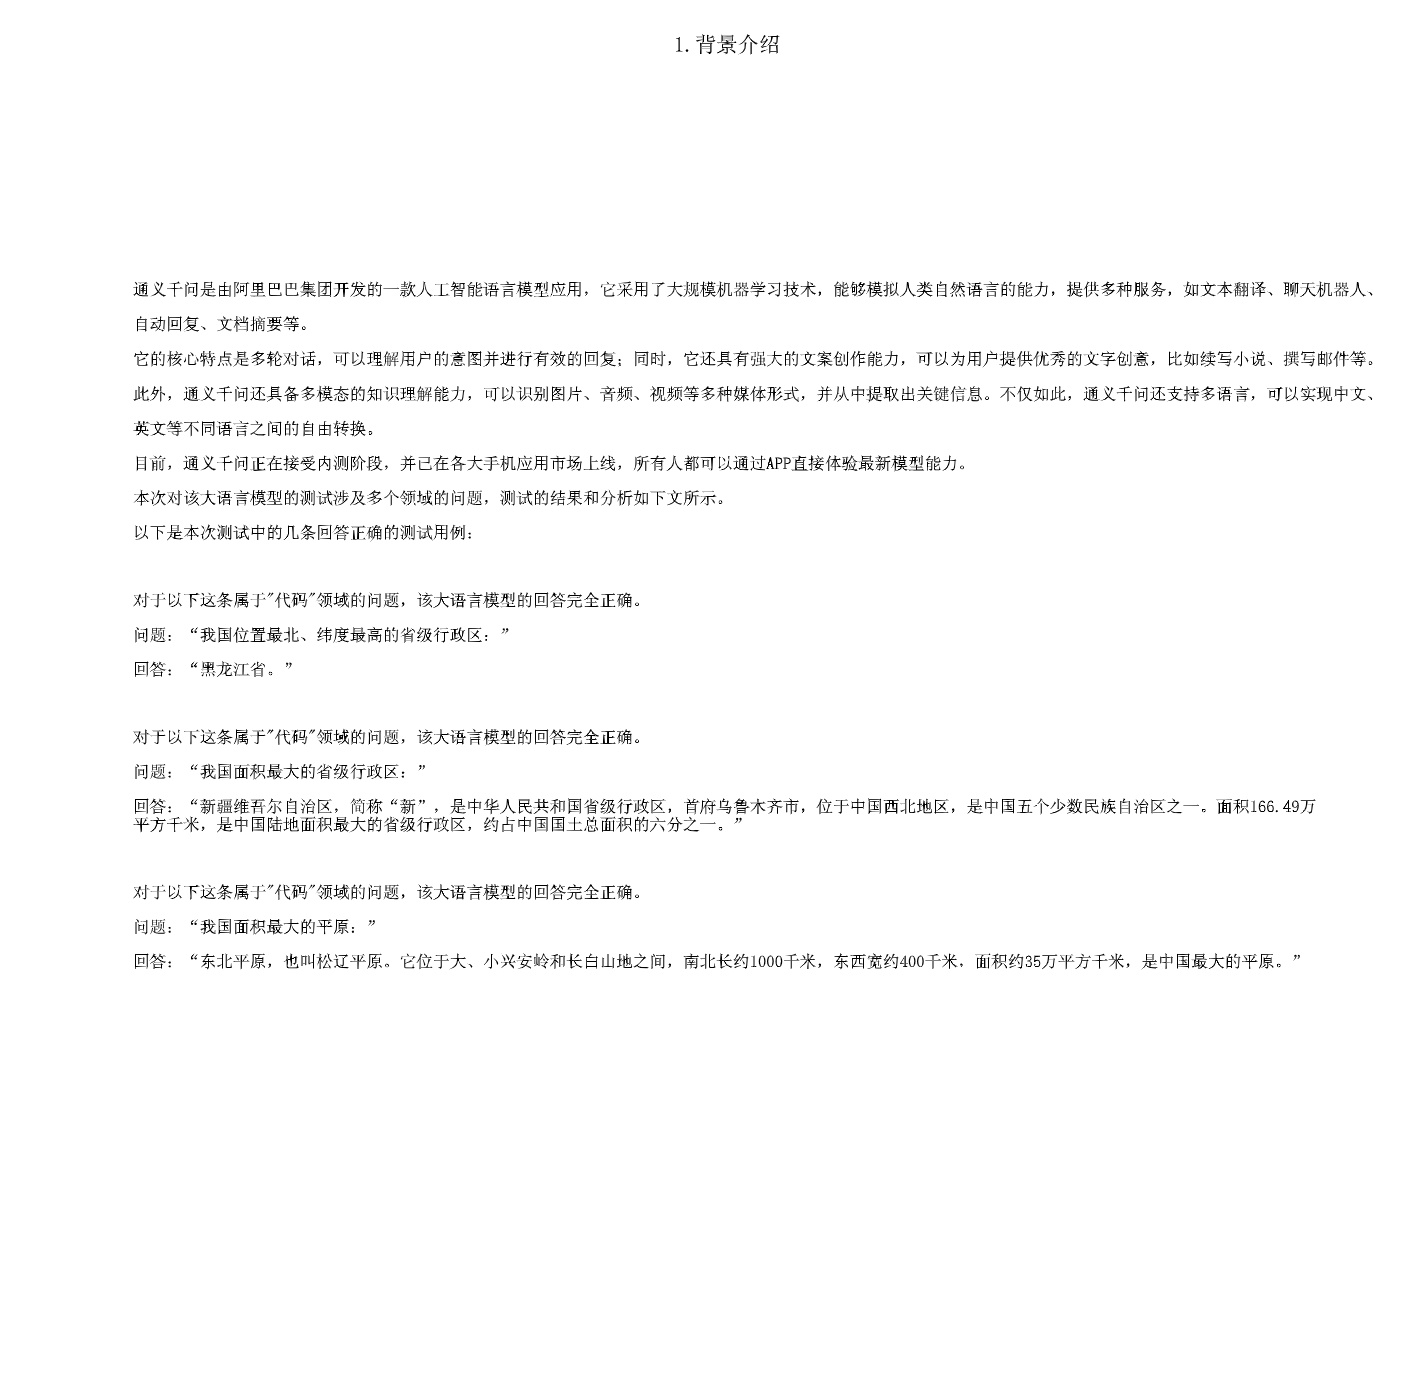 1.背景介绍
通义千问是由阿里巴巴集团开发的一款人工智能语言模型应用，它采用了大规模机器学习技术，能够模拟人类自然语言的能力，提供多种服务，如文本翻译、聊天机器人、
自动回复、文档摘要等。
它的核心特点是多轮对话，可以理解用户的意图并进行有效的回复；同时，它还具有强大的文案创作能力，可以为用户提供优秀的文字创意，比如续写小说、撰写邮件等。
此外，通义千问还具备多模态的知识理解能力，可以识别图片、音频、视频等多种媒体形式，并从中提取出关键信息。不仅如此，通义千问还支持多语言，可以实现中文、
英文等不同语言之间的自由转换。
目前，通义千问正在接受内测阶段，并已在各大手机应用市场上线，所有人都可以通过APP直接体验最新模型能力。
本次对该大语言模型的测试涉及多个领域的问题，测试的结果和分析如下文所示。
以下是本次测试中的几条回答正确的测试用例：
对于以下这条属于"代码"领域的问题，该大语言模型的回答完全正确。
问题：“我国位置最北、纬度最高的省级行政区：”
回答：“黑龙江省。”
对于以下这条属于"代码"领域的问题，该大语言模型的回答完全正确。
问题：“我国面积最大的省级行政区：”
回答：“新疆维吾尔自治区，简称“新”，是中华人民共和国省级行政区，首府乌鲁木齐市，位于中国西北地区，是中国五个少数民族自治区之一。面积166.49万
平方千米，是中国陆地面积最大的省级行政区，约占中国国土总面积的六分之一。”
对于以下这条属于"代码"领域的问题，该大语言模型的回答完全正确。
问题：“我国面积最大的平原：”
回答：“东北平原，也叫松辽平原。它位于大、小兴安岭和长白山地之间，南北长约1000千米，东西宽约400千米．面积约35万平方千米，是中国最大的平原。”